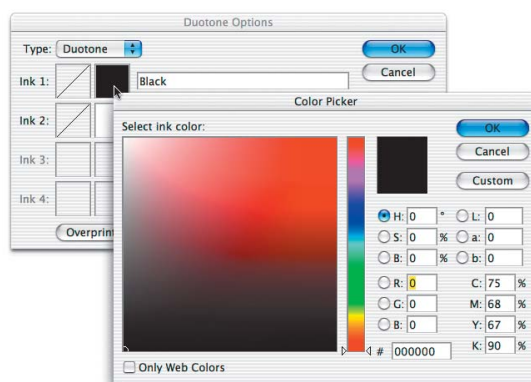 Duotone Options
Type: Duotone
OK
Cancel
Ink 1:
Black
Ink 2:
Ink 3:
Ink 4:
Overprin
Color Picker
Select ink color:
OK
Cancel
Custom
H: 0 ° L: 0
S: 0 % a: 0
B: 0 % b: 0
R: 0 C: 75 %
G: 0 M: 68 %
B: 0 Y: 67 %
# 000000 K: 90 %
Only Web Colors